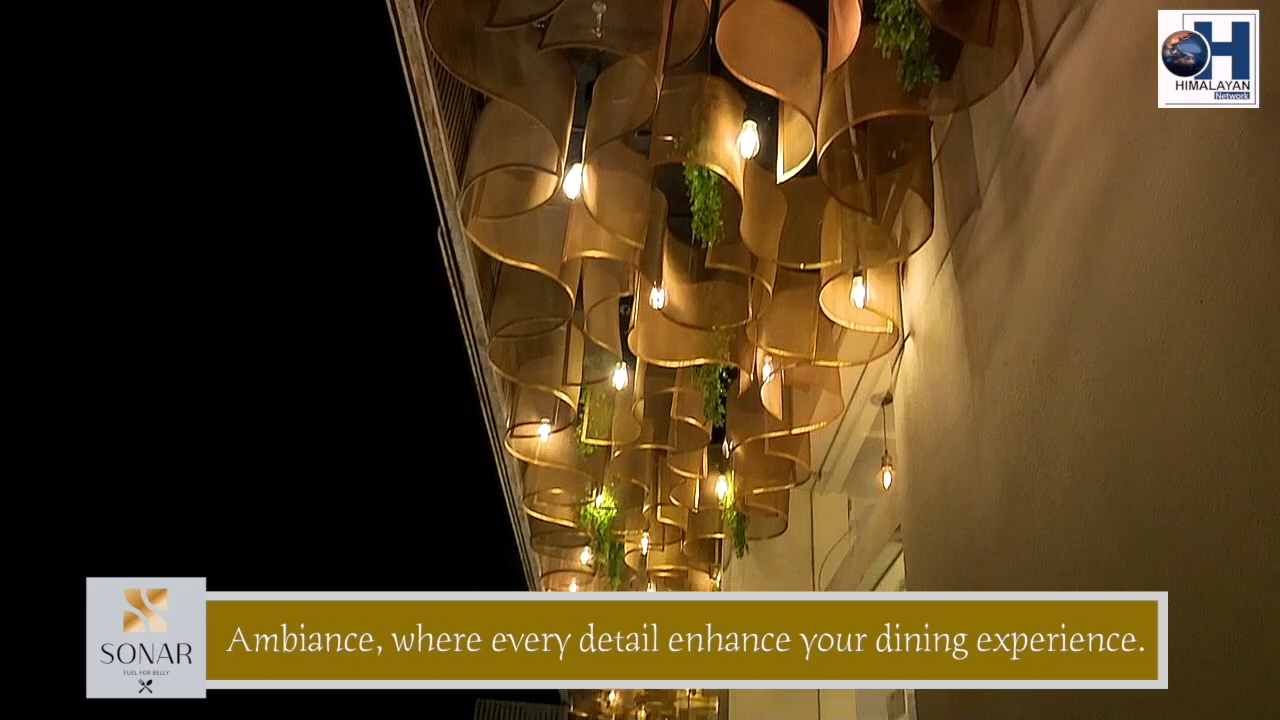 HIMALAYAN
Network
Ambiance, where every detail enhance your dining experience.
SONAR
FUEL FOR BELLY